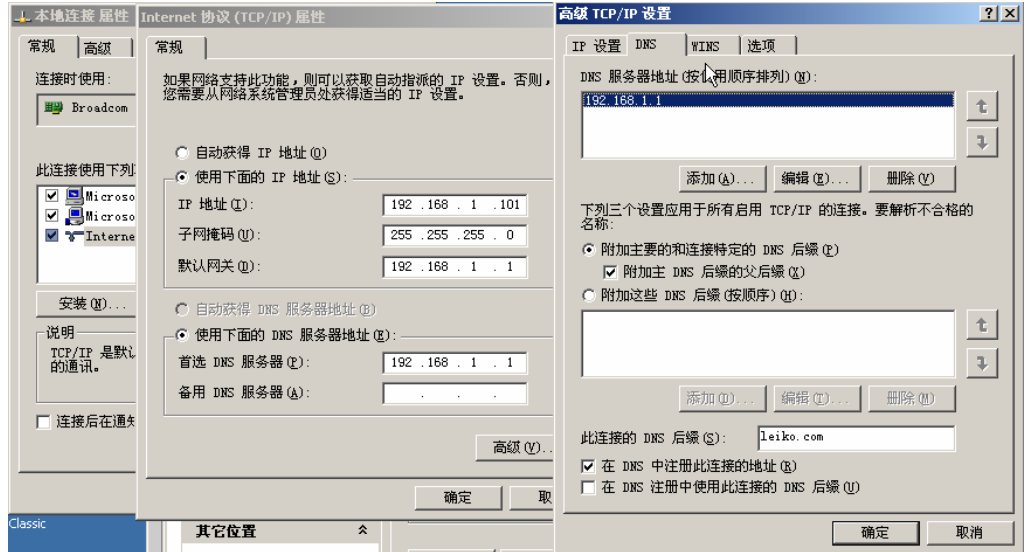 本地连接 属性
常规
高级
连接时使用:
Broadcom
此连接使用下列
Microso
Microso
Interne
安装(N)...
说明
TCP/IP 是默认
的通讯。
连接后在通知
Classic
Internet 协议 (TCP/IP) 属性
常规
如果网络支持此功能，则可以获取自动指派的 IP 设置。否则，
您需要从网络系统管理员处获得适当的 IP 设置。
自动获得 IP 地址(O)
使用下面的 IP 地址(S):
IP 地址(I): 192 .168 . 1 .101
子网掩码(U): 255 .255 .255 . 0
默认网关(D): 192 .168 . 1 . 1
自动获得 DNS 服务器地址(B)
使用下面的 DNS 服务器地址(E):
首选 DNS 服务器(P): 192 .168 . 1 . 1
备用 DNS 服务器(A): . . .
高级(V)..
确定
取
其它位置
高级 TCP/IP 设置
IP 设置
DNS
WINS
选项
DNS 服务器地址(按使用顺序排列)(N):
192.168.1.1
添加(A)...
编辑(E)...
删除(V)
下列三个设置应用于所有启用 TCP/IP 的连接。要解析不合格的
名称:
附加主要的和连接特定的 DNS 后缀(P)
附加主 DNS 后缀的父后缀(X)
附加这些 DNS 后缀(按顺序)(H):
添加(D)...
编辑(T)...
删除(M)
此连接的 DNS 后缀(S): leiko.com
在 DNS 中注册此连接的地址(R)
在 DNS 注册中使用此连接的 DNS 后缀(U)
确定
取消